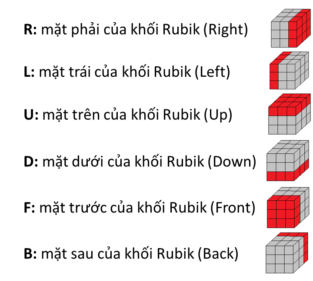 R: mặt phải của khối Rubik (Right)
L: mặt trái của khối Rubik (Left)
U: mặt trên của khối Rubik (Up)
D: mặt dưới của khối Rubik (Down)
F: mặt trước của khối Rubik (Front)
B: mặt sau của khối Rubik (Back)